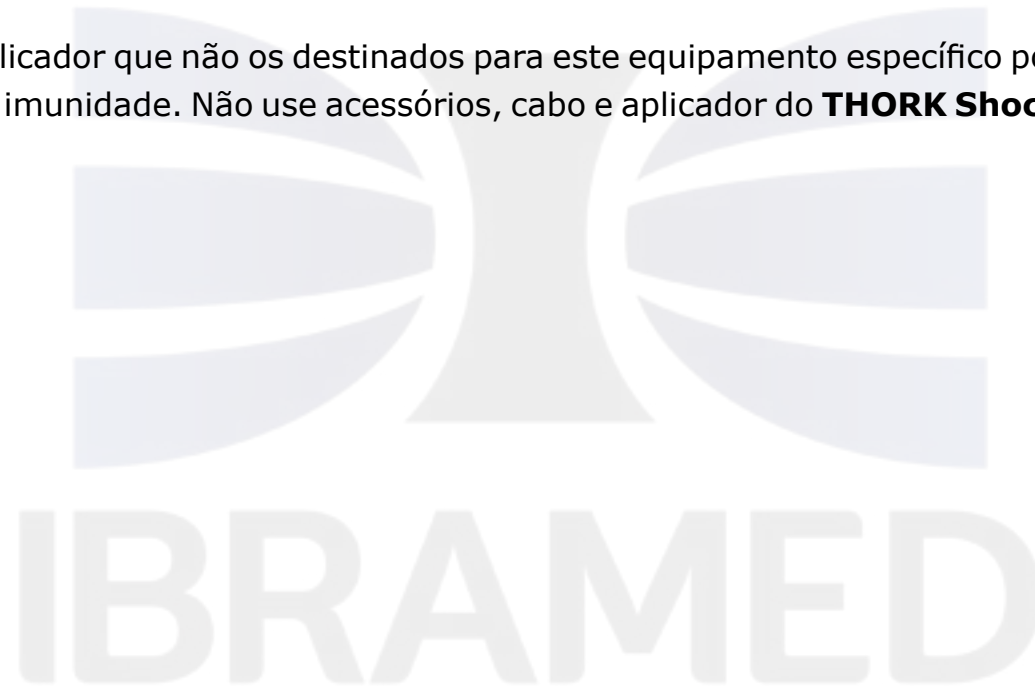 licador que não os destinados para este equipamento específico p
imunidade. Não use acessórios, cabo e aplicador do THORK Shoc
IBRAMED